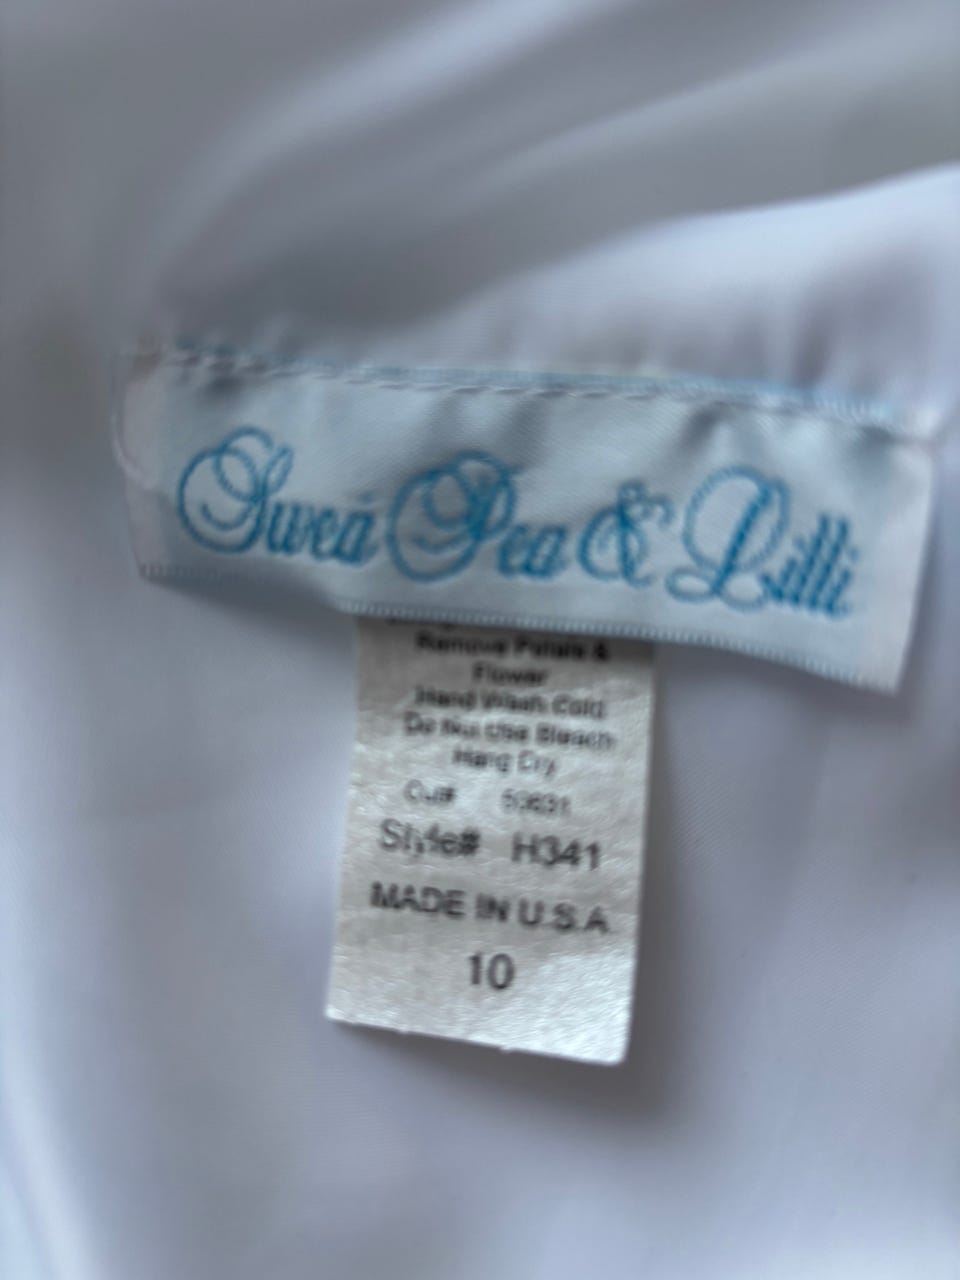 Swea Pea & Lilli
Remove Petals &
Flower
Hand Wash Cold
Do Not Use Bleach
Hang Dry
Cut#
Style# H341
MADE IN U.S.A
10